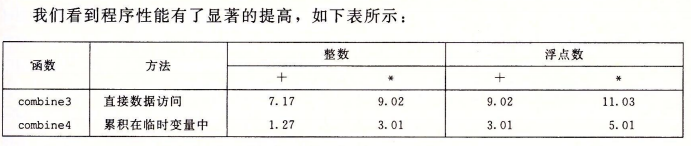 我们看到程序性能有了显著的提高，如下表所示：
函数 方法 整数 浮点数
+ * + *
combine3 直接数据访问 7.17 9.02 9.02 11.03
combine4 累积在临时变量中 1.27 3.01 3.01 5.01